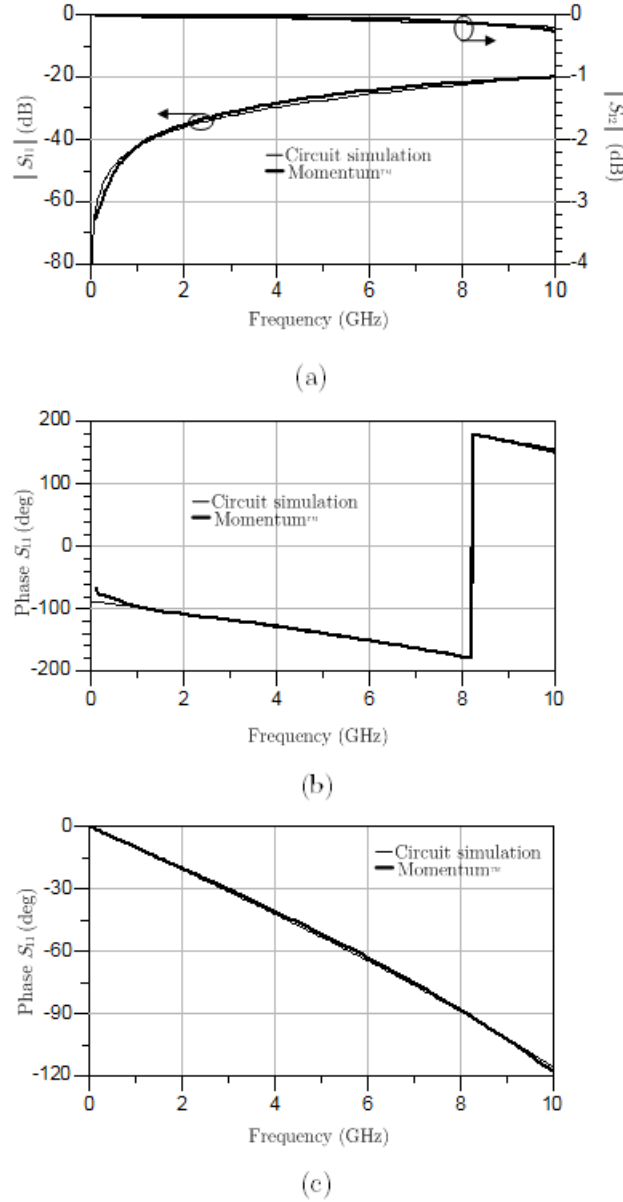 0
-20
-40
-60
-80
|S11| (dB)
-0
-1
-2
-3
-4
|S12| (dB)
Circuit simulation
Momentum™
0 2 4 6 8 10
Frequency (GHz)
(a)
200
100
0
-100
-200
Phase S11 (deg)
Circuit simulation
Momentum™
0 2 4 6 8 10
Frequency (GHz)
(b)
0
-30
-60
-90
-120
Phase S11 (deg)
Circuit simulation
Momentum™
0 2 4 6 8 10
Frequency (GHz)
(c)